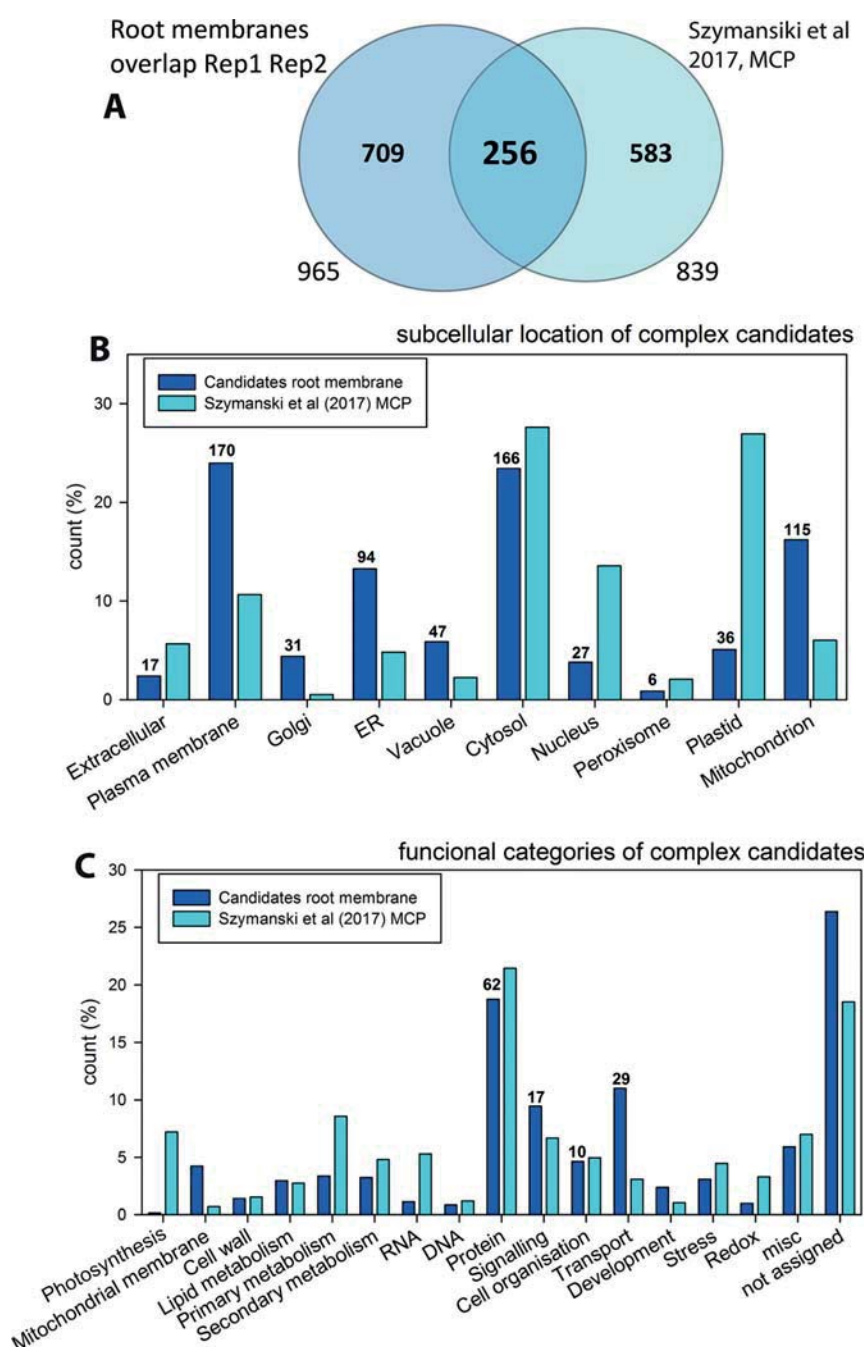 Root membranes
overlap Rep1 Rep2
Szymansiki et al
2017, MCP
A
709
256
583
965
839
B
subcellular location of complex candidates
Candidates root membrane
Szymanski et al (2017) MCP
count (%)
30
20
10
0
17
170
31
94
47
166
27
6
36
115
Extracellular
Plasma membrane
Golgi
ER
Vacuole
Cytosol
Nucleus
Peroxisome
Plastid
Mitochondrion
C
funcional categories of complex candidates
Candidates root membrane
Szymanski et al (2017) MCP
count (%)
30
25
20
15
10
5
0
62
17
10
29
Photosynthesis
Mitochondrial membrane
Cell wall
Lipid metabolism
Primary metabolism
Secondary metabolism
RNA
DNA
Protein
Signalling
Cell organisation
Transport
Development
Stress
Redox
misc
not assigned